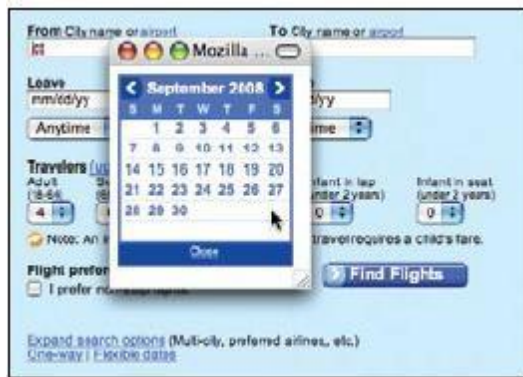 From City name or airport To City name or airport
Mozilla ...
Leave
September 2008
mm/dd/yy
S M T W T F S
Anytime
1 2 3 4 5 6
7 8 9 10 11 12 13
14 15 16 17 18 19 20
21 22 23 24 25 26 27
28 29 30
Close
Travelers
Adult
(18-64)
4
Infant in lap
(under 2 years)
0
Infant in seat
(under 2 years)
0
Note: An travel requires a child's fare.
Flight prefer
I prefer
Find Flights
Expand search options (Multi-city, preferred airlines, etc.)
One-way | Flexible dates